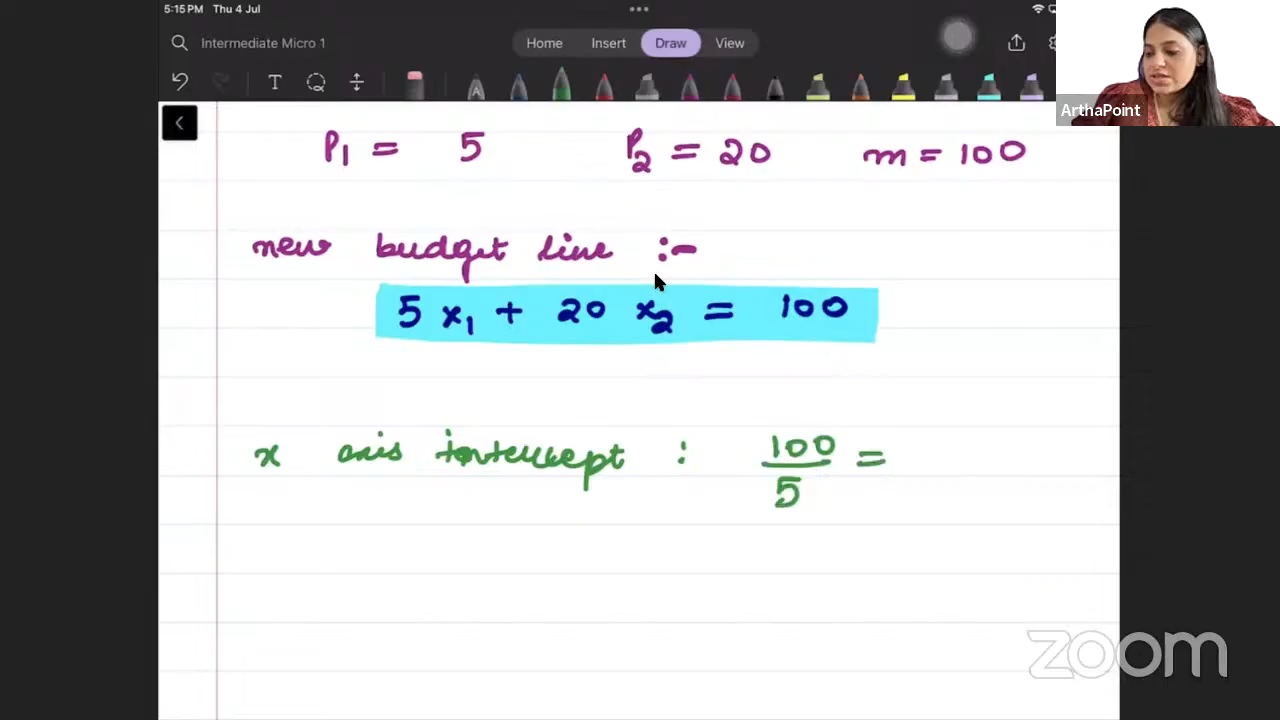 5:15 PM Thu 4 Jul
Intermediate Micro 1 Home Insert Draw View
T A
ArthaPoint
P1 = 5 P2 = 20 m = 100
new budget line :-
5 x1 + 20 x2 = 100
x axis intercept : 100/5 =
zoom